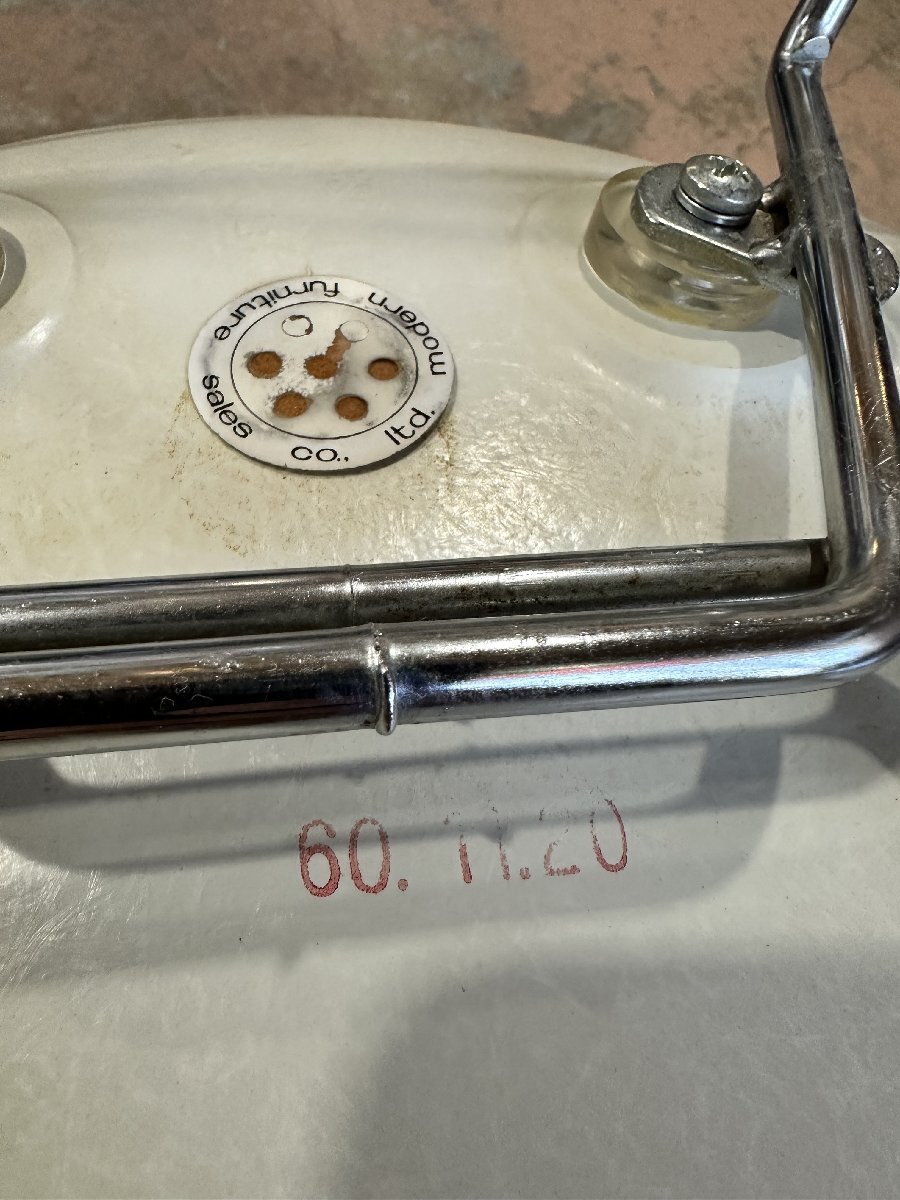 modern furniture sales co., ltd.
60. 11.20